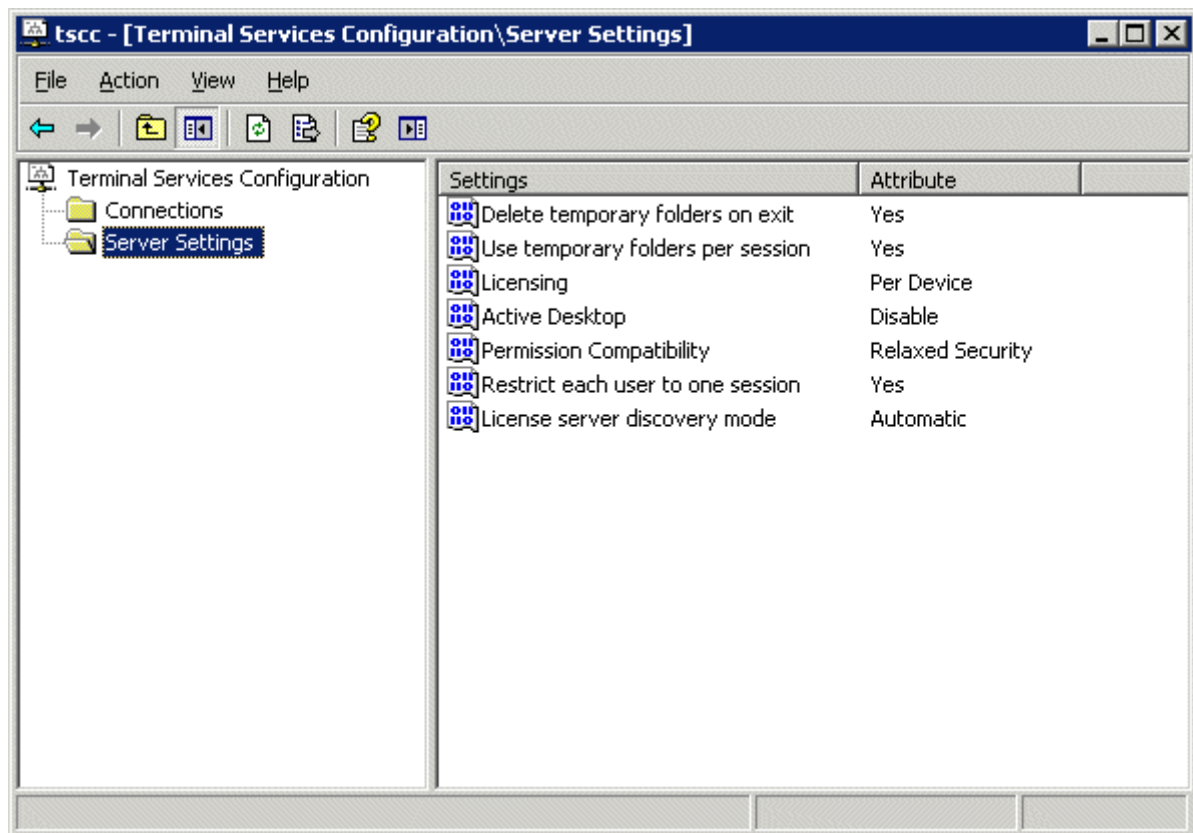 tscc - [Terminal Services Configuration\Server Settings]
File Action View Help
Terminal Services Configuration
Connections
Server Settings
Settings Attribute
Delete temporary folders on exit Yes
Use temporary folders per session Yes
Licensing Per Device
Active Desktop Disable
Permission Compatibility Relaxed Security
Restrict each user to one session Yes
License server discovery mode Automatic